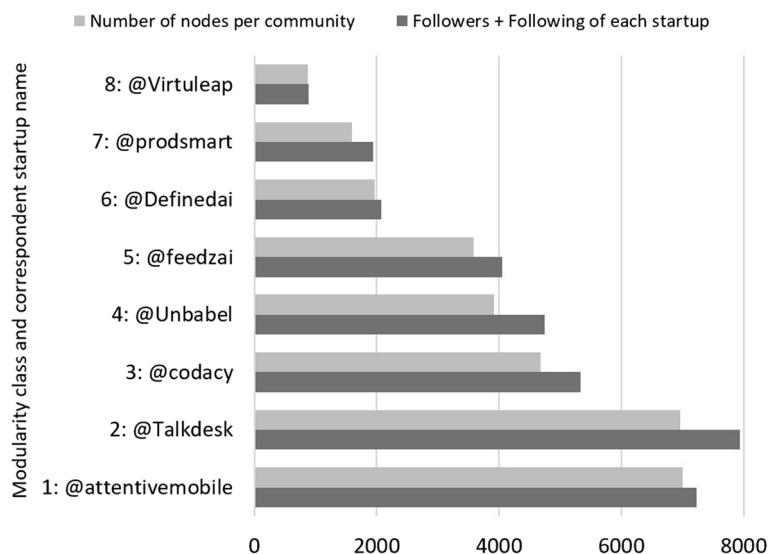 Number of nodes per community
Followers + Following of each startup
Modularity class and correspondent startup name
8: @Virtuleap
7: @prodsmart
6: @Definedai
5: @feedzai
4: @Unbabel
3: @codacy
2: @Talkdesk
1: @attentivemobile
0 2000 4000 6000 8000